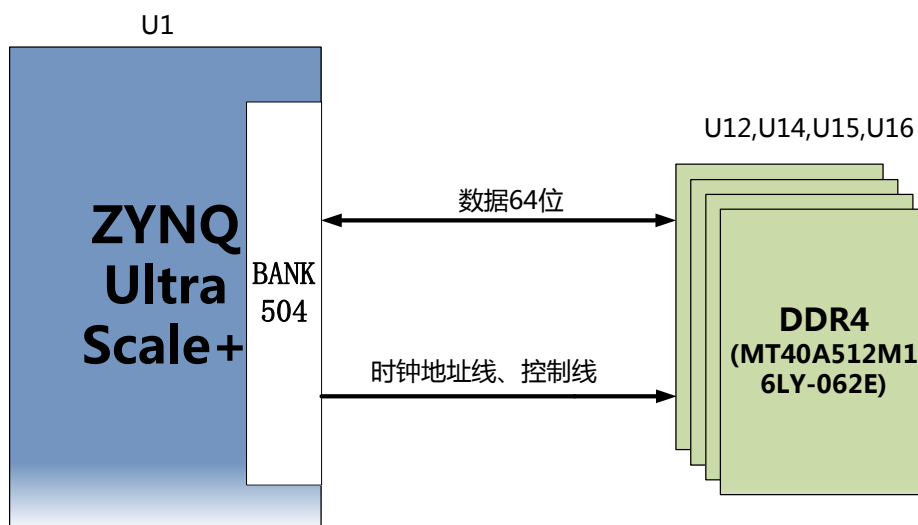 U1
U12,U14,U15,U16
数据64位
ZYNQ
Ultra
Scale+
BANK
504
时钟地址线、控制线
DDR4
(MT40A512M1
6LY-062E)